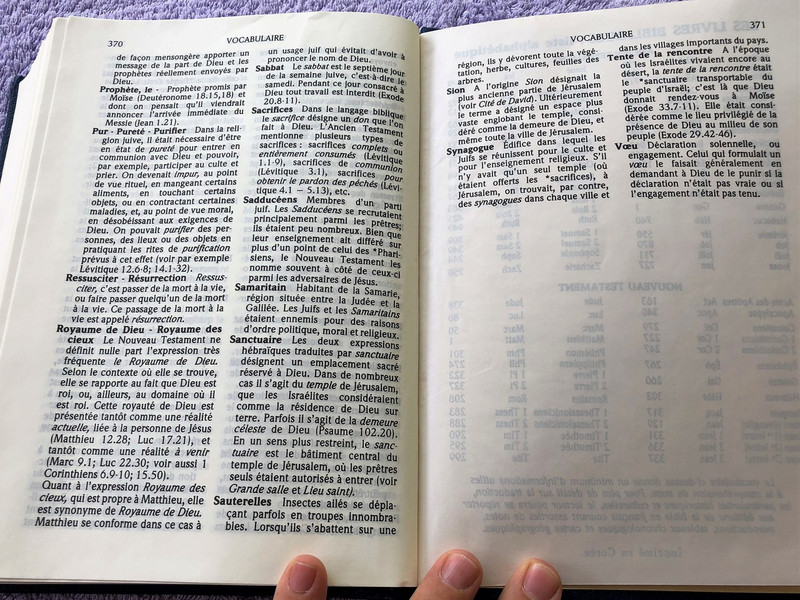 370
VOCABULAIRE
de façon mensongère apporter un
message de la part de Dieu et les
prophètes réellement envoyés par
Dieu.
Prophète, le - Prophète promis par
Moïse (Deutéronome 18.15,18) et
dont on pensait qu'il viendrait
annoncer l'arrivée immédiate du
Messie (Jean 1.21).
Pur - Pureté - Purifier Dans la reli-
gion juive, il était nécessaire d'être
en état de pureté pour entrer en
communion avec Dieu et pouvoir,
par exemple, participer au culte et
prier. On devenait impur, au point
de vue rituel, en mangeant certains
aliments, en touchant certains
objets, ou en contractant certaines
maladies, et, au point de vue moral,
en désobéissant aux exigences de
Dieu. On pouvait purifier des per-
sonnes, des lieux ou des objets en
pratiquant les rites de purification
prévus à cet effet (voir par exemple
Lévitique 12.6-8; 14.1-32).
Ressusciter - Résurrection Ressus-
citer, c'est passer de la mort à la vie,
ou faire passer quelqu'un de la mort
à la vie. Ce passage de la mort à la
vie est appelé résurrection.
Royaume de Dieu - Royaume des
cieux Le Nouveau Testament ne
définit nulle part l'expression très
fréquente le Royaume de Dieu.
Selon le contexte où elle se trouve,
elle se rapporte au fait que Dieu est
roi, ou, ailleurs, au domaine où il
est roi. Cette royauté de Dieu est
présentée tantôt comme une réalité
actuelle, liée à la personne de Jésus
(Matthieu 12.28; Luc 17.21), et
tantôt comme une réalité à venir
(Marc 9.1; Luc 22.30; voir aussi 1
Corinthiens 6.9-10; 15.50).
Quant à l'expression Royaume des
cieux, qui est propre à Matthieu, elle
est synonyme de Royaume de Dieu.
Matthieu se conforme dans ce cas à
un usage juif qui évitait d'avoir à
prononcer le nom de Dieu.
Sabbat Le sabbat est le septième jour
de la semaine juive, c'est-à-dire le
samedi. Pendant ce jour consacré à
Dieu tout travail est interdit (Exode
20.8-11).
Sacrifices Dans le langage biblique
le sacrifice désigne un don que l'on
fait à Dieu. L'Ancien Testament
mentionne plusieurs types de
sacrifices : sacrifices complets ou
entièrement consumés (Lévitique
1.1-9), sacrifices de communion
(Lévitique 3.1), sacrifices pour
obtenir le pardon des péchés (Lévi-
tique 4.1 – 5.13), etc.
Sadducéens Membres d'un parti
juif. Les Sadducéens se recrutaient
principalement parmi les prêtres;
ils étaient peu nombreux. Bien que
leur enseignement ait différé sur
plus d'un point de celui des *Phari-
siens, le Nouveau Testament les
nomme souvent à côté de ceux-ci
parmi les adversaires de Jésus.
Samaritain Habitant de la Samarie,
région située entre la Judée et la
Galilée. Les Juifs et les Samaritains
étaient ennemis pour des raisons
d'ordre politique, moral et religieux.
Sanctuaire Les deux expressions
hébraïques traduites par sanctuaire
désignent un emplacement sacré
réservé à Dieu. Dans de nombreux
cas il s'agit du temple de Jérusalem,
que les Israélites considéraient
comme la résidence de Dieu sur
terre. Parfois il s'agit de la demeure
céleste de Dieu (Psaume 102.20).
En un sens plus restreint, le sanc-
tuaire est le bâtiment central du
temple de Jérusalem, où les prêtres
seuls étaient autorisés à entrer (voir
Grande salle et Lieu saint).
Sauterelles Insectes ailés se dépla-
çant parfois en troupes innombra-
bles. Lorsqu'ils s'abattent sur une
VOCABULAIRE
371
région, ils y dévorent toute la végé-
tation, herbe, cultures, feuilles des
arbres.
Sion A l'origine Sion désignait la
plus ancienne partie de Jérusalem
(voir Cité de David). Ultérieurement
le terme a désigné un espace plus
vaste englobant le temple, consi-
déré comme la demeure de Dieu, et
même toute la ville de Jérusalem.
Synagogue Édifice dans lequel les
Juifs se réunissent pour le culte et
pour l'enseignement religieux. S'il
n'y avait qu'un seul temple (où
étaient offerts les *sacrifices), à
Jérusalem, on trouvait, par contre,
des synagogues dans chaque ville et
dans les villages importants du pays.
Tente de la rencontre A l'époque
où les Israélites vivaient encore au
désert, la tente de la rencontre était
le *sanctuaire transportable du
peuple d'Israël; c'est là que Dieu
donnait rendez-vous à Moïse
(Exode 33.7-11). Elle était consi-
dérée comme le lieu privilégié de la
présence de Dieu au milieu de son
peuple (Exode 29.42-46).
Vœu Déclaration solennelle, ou
engagement. Celui qui formulait un
vœu le faisait généralement en
demandant à Dieu de le punir si la
déclaration n'était pas vraie ou si
l'engagement n'était pas tenu.